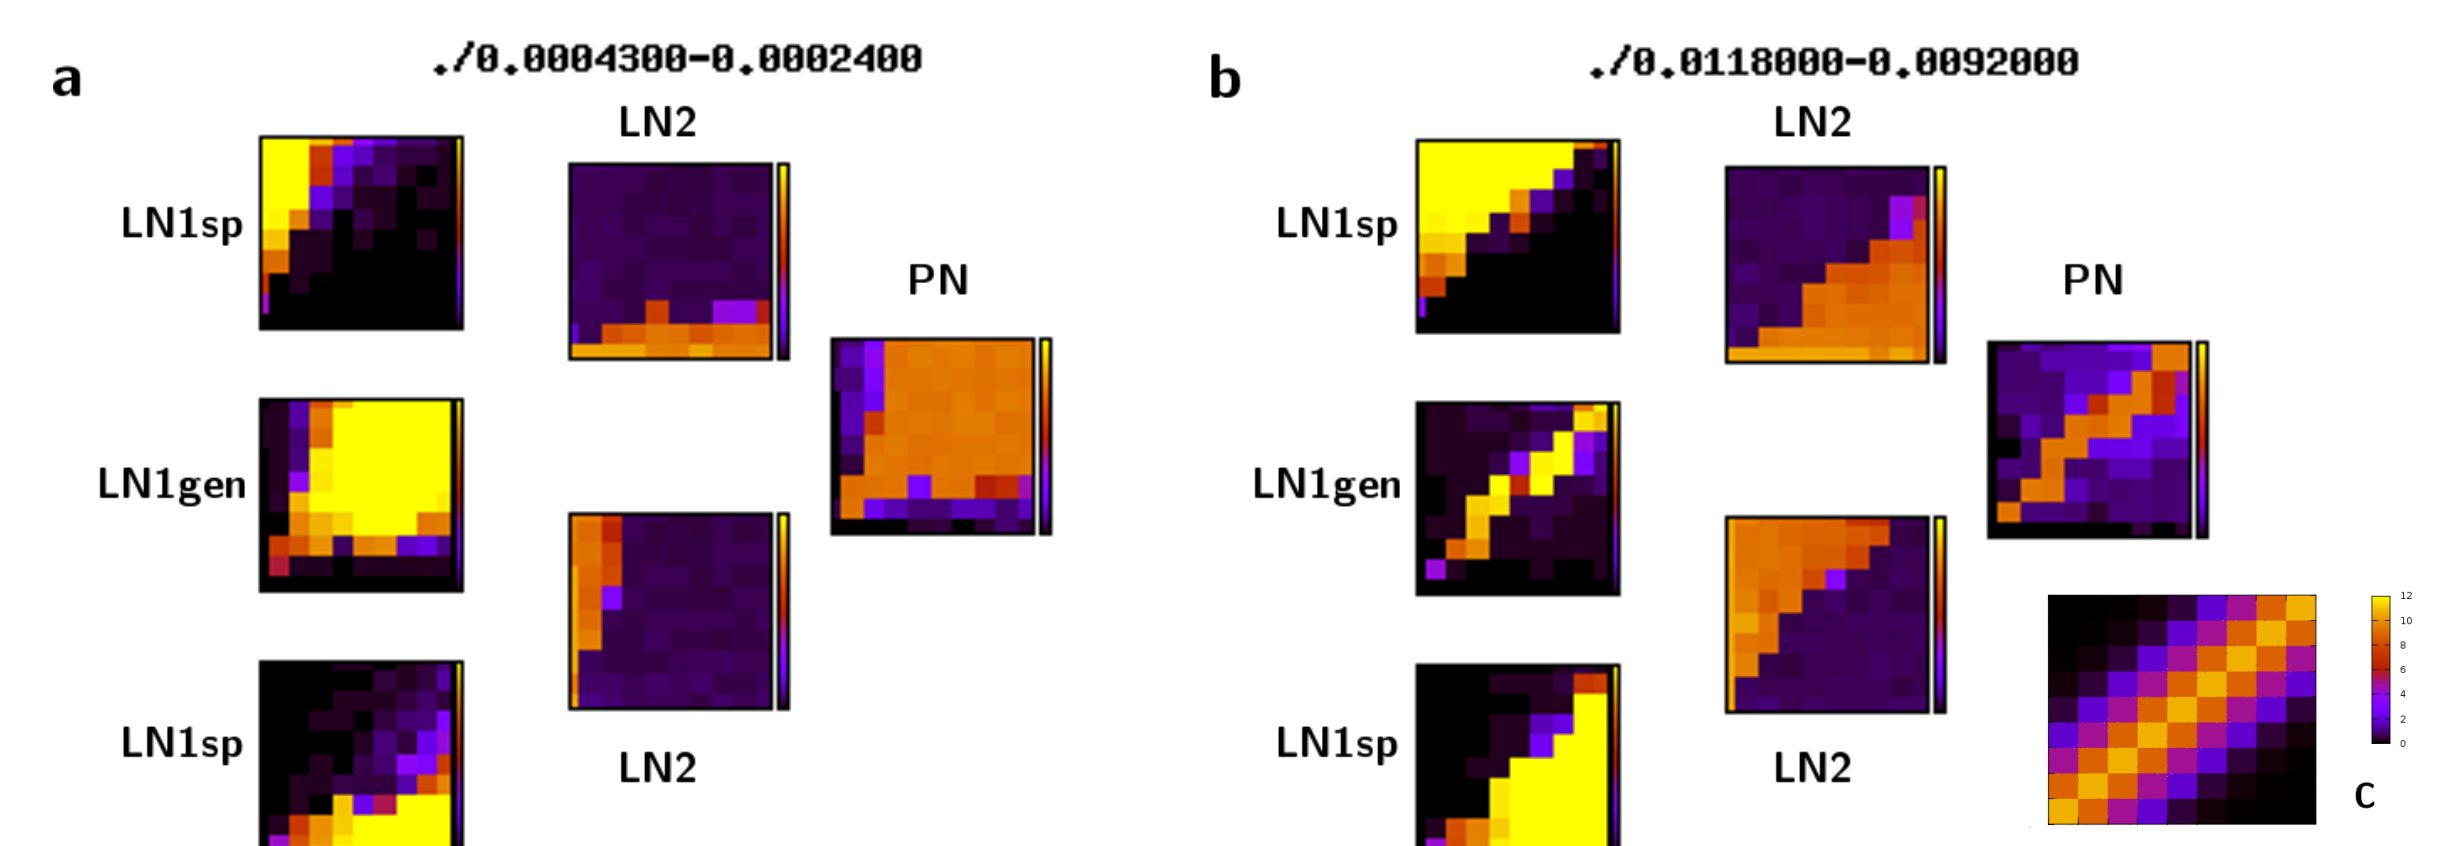 a
./0.0004300-0.0002400
LN2
LN1sp
PN
LN1gen
LN1sp
LN2
b
./0.0118000-0.0092000
LN2
LN1sp
PN
LN1gen
LN1sp
LN2
12
10
8
6
4
2
0
c